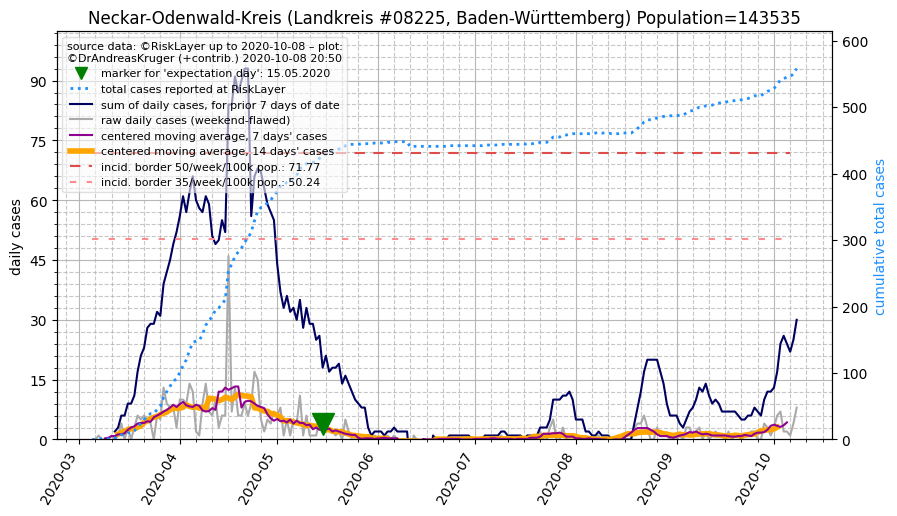 Neckar-Odenwald-Kreis (Landkreis #08225, Baden-Württemberg) Population=143535
source data: ©RiskLayer up to 2020-10-08 – plot:
©DrAndreasKruger (+contrib.) 2020-10-08 20:50
marker for 'expectation day': 15.05.2020
total cases reported at RiskLayer
sum of daily cases, for prior 7 days of date
raw daily cases (weekend-flawed)
centered moving average, 7 days' cases
centered moving average, 14 days' cases
incid. border 50/week/100k pop.: 71.77
incid. border 35/week/100k pop.: 50.24
daily cases
90
75
60
45
30
15
0
cumulative total cases
600
500
400
300
200
100
0
2020-03
2020-04
2020-05
2020-06
2020-07
2020-08
2020-09
2020-10